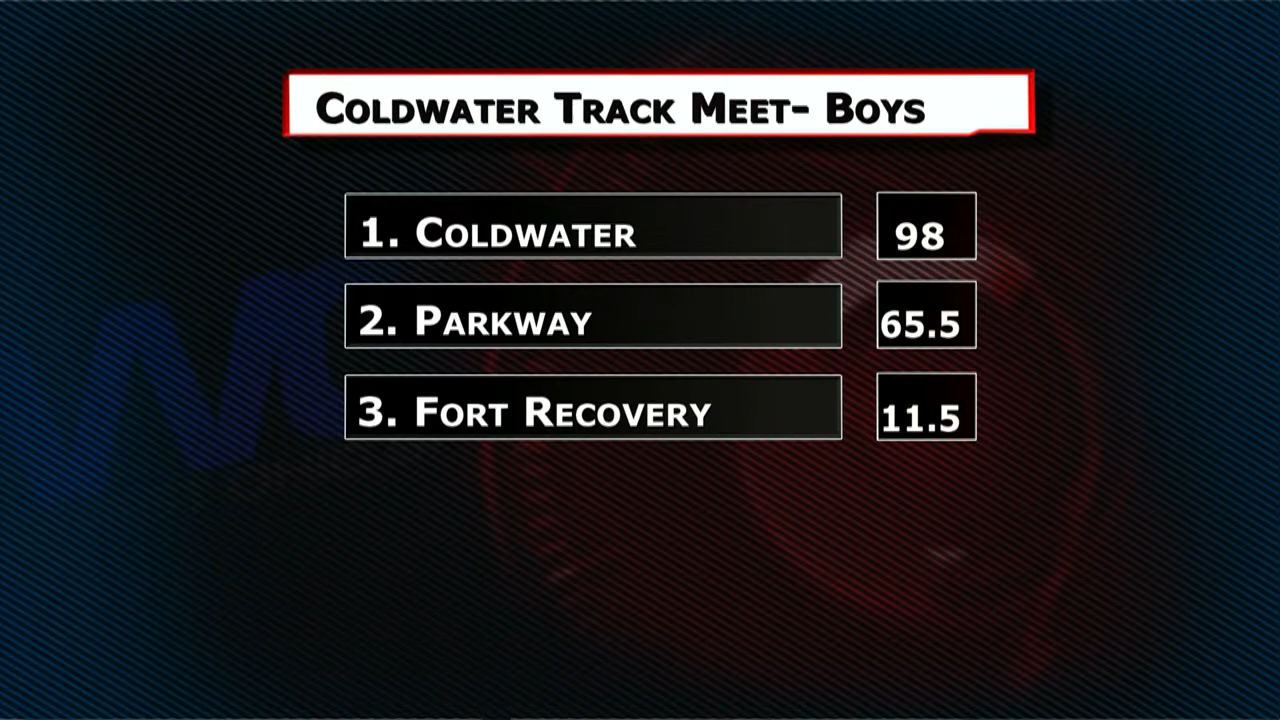 Coldwater Track Meet- Boys
1. Coldwater 98
2. Parkway 65.5
3. Fort Recovery 11.5